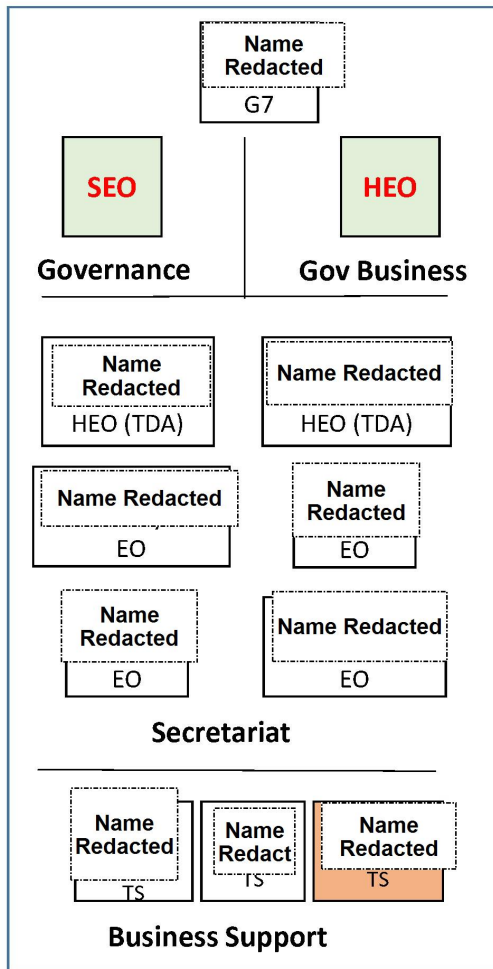 Name
Redacted
G7
SEO
HEO
Governance
Gov Business
Name
Redacted
HEO (TDA)
Name Redacted
HEO (TDA)
Name Redacted
EO
Name
Redacted
EO
Name
Redacted
EO
Name Redacted
EO
Secretariat
Name
Redacted
TS
Name
Redact
TS
Name
Redacted
TS
Business Support